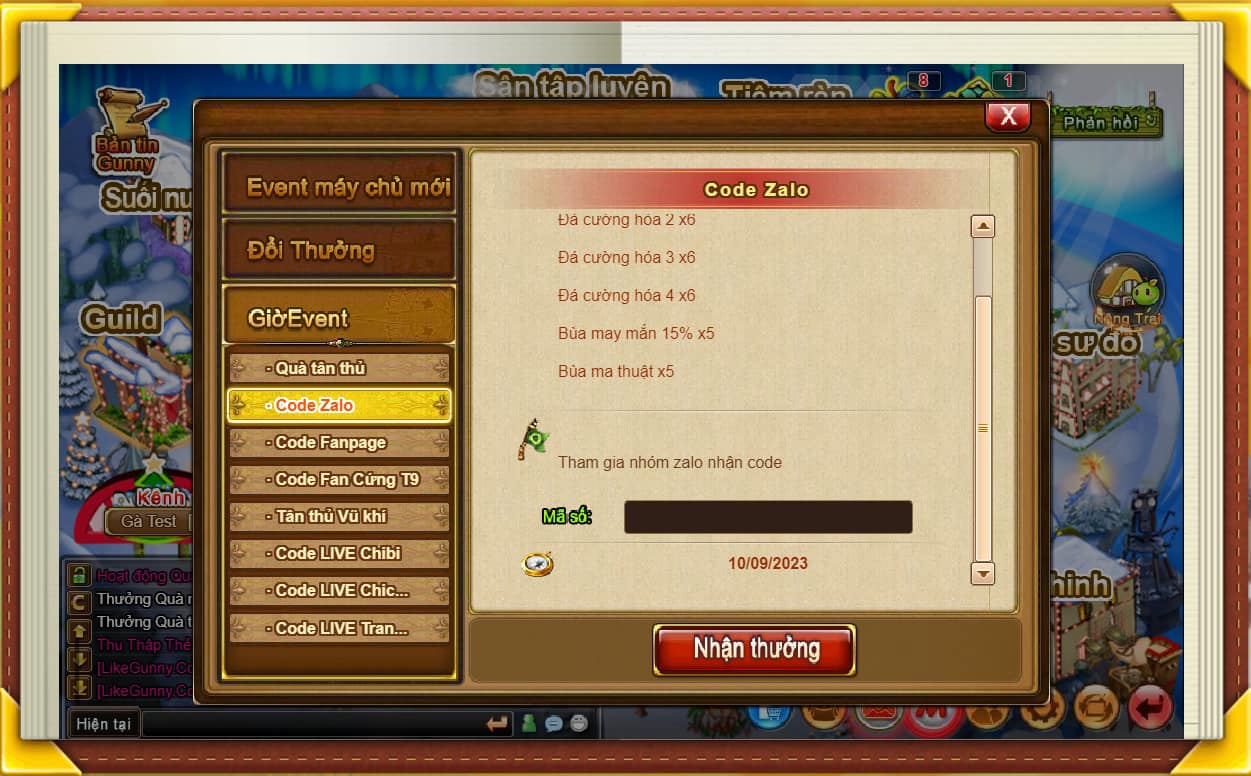 Sân tập luyện
Tiệm rèn
8
1
Bản tin
Gunny
Phản hồi
X
Suối nu
Event máy chủ mới
Code Zalo
Đá cường hóa 2 x6
Đổi Thưởng
Đá cường hóa 3 x6
Đá cường hóa 4 x6
Guild
GiờEvent
Nông Trại
Bùa may mắn 15% x5
sư đồ
- Quà tân thủ
Bùa ma thuật x5
- Code Zalo
- Code Fanpage
Tham gia nhóm zalo nhận code
- Code Fan Cứng T9
Kênh
Gà Test
- Tân thủ Vũ khí
Mã số:
- Code LIVE Chibi
10/09/2023
Hoạt động Qu
- Code LIVE Chic...
Thưởng Quà
Thưởng Quà t
- Code LIVE Tran...
Thu Thập Thẻ
Nhận thưởng
[LikeGunny.Co
[LikeGunny.Co
Hiện tại